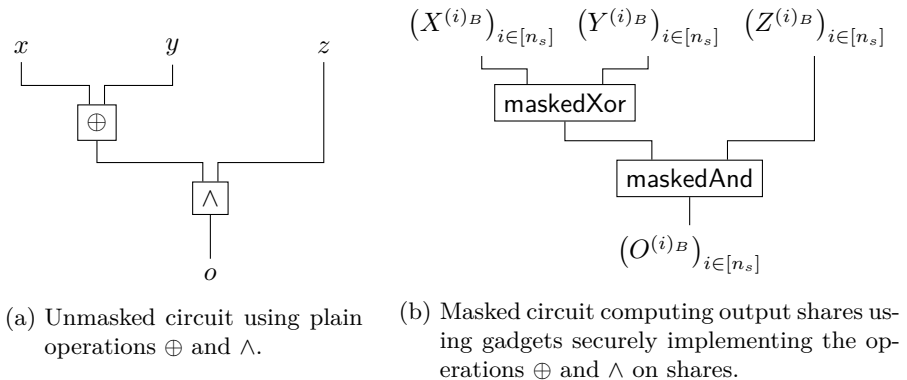 x y z
⊕
∧
o
(a) Unmasked circuit using plain
operations ⊕ and ∧.
(X^{(i)_B})_{i∈[n_s]} (Y^{(i)_B})_{i∈[n_s]} (Z^{(i)_B})_{i∈[n_s]}
maskedXor
maskedAnd
(O^{(i)_B})_{i∈[n_s]}
(b) Masked circuit computing output shares us-
ing gadgets securely implementing the op-
erations ⊕ and ∧ on shares.